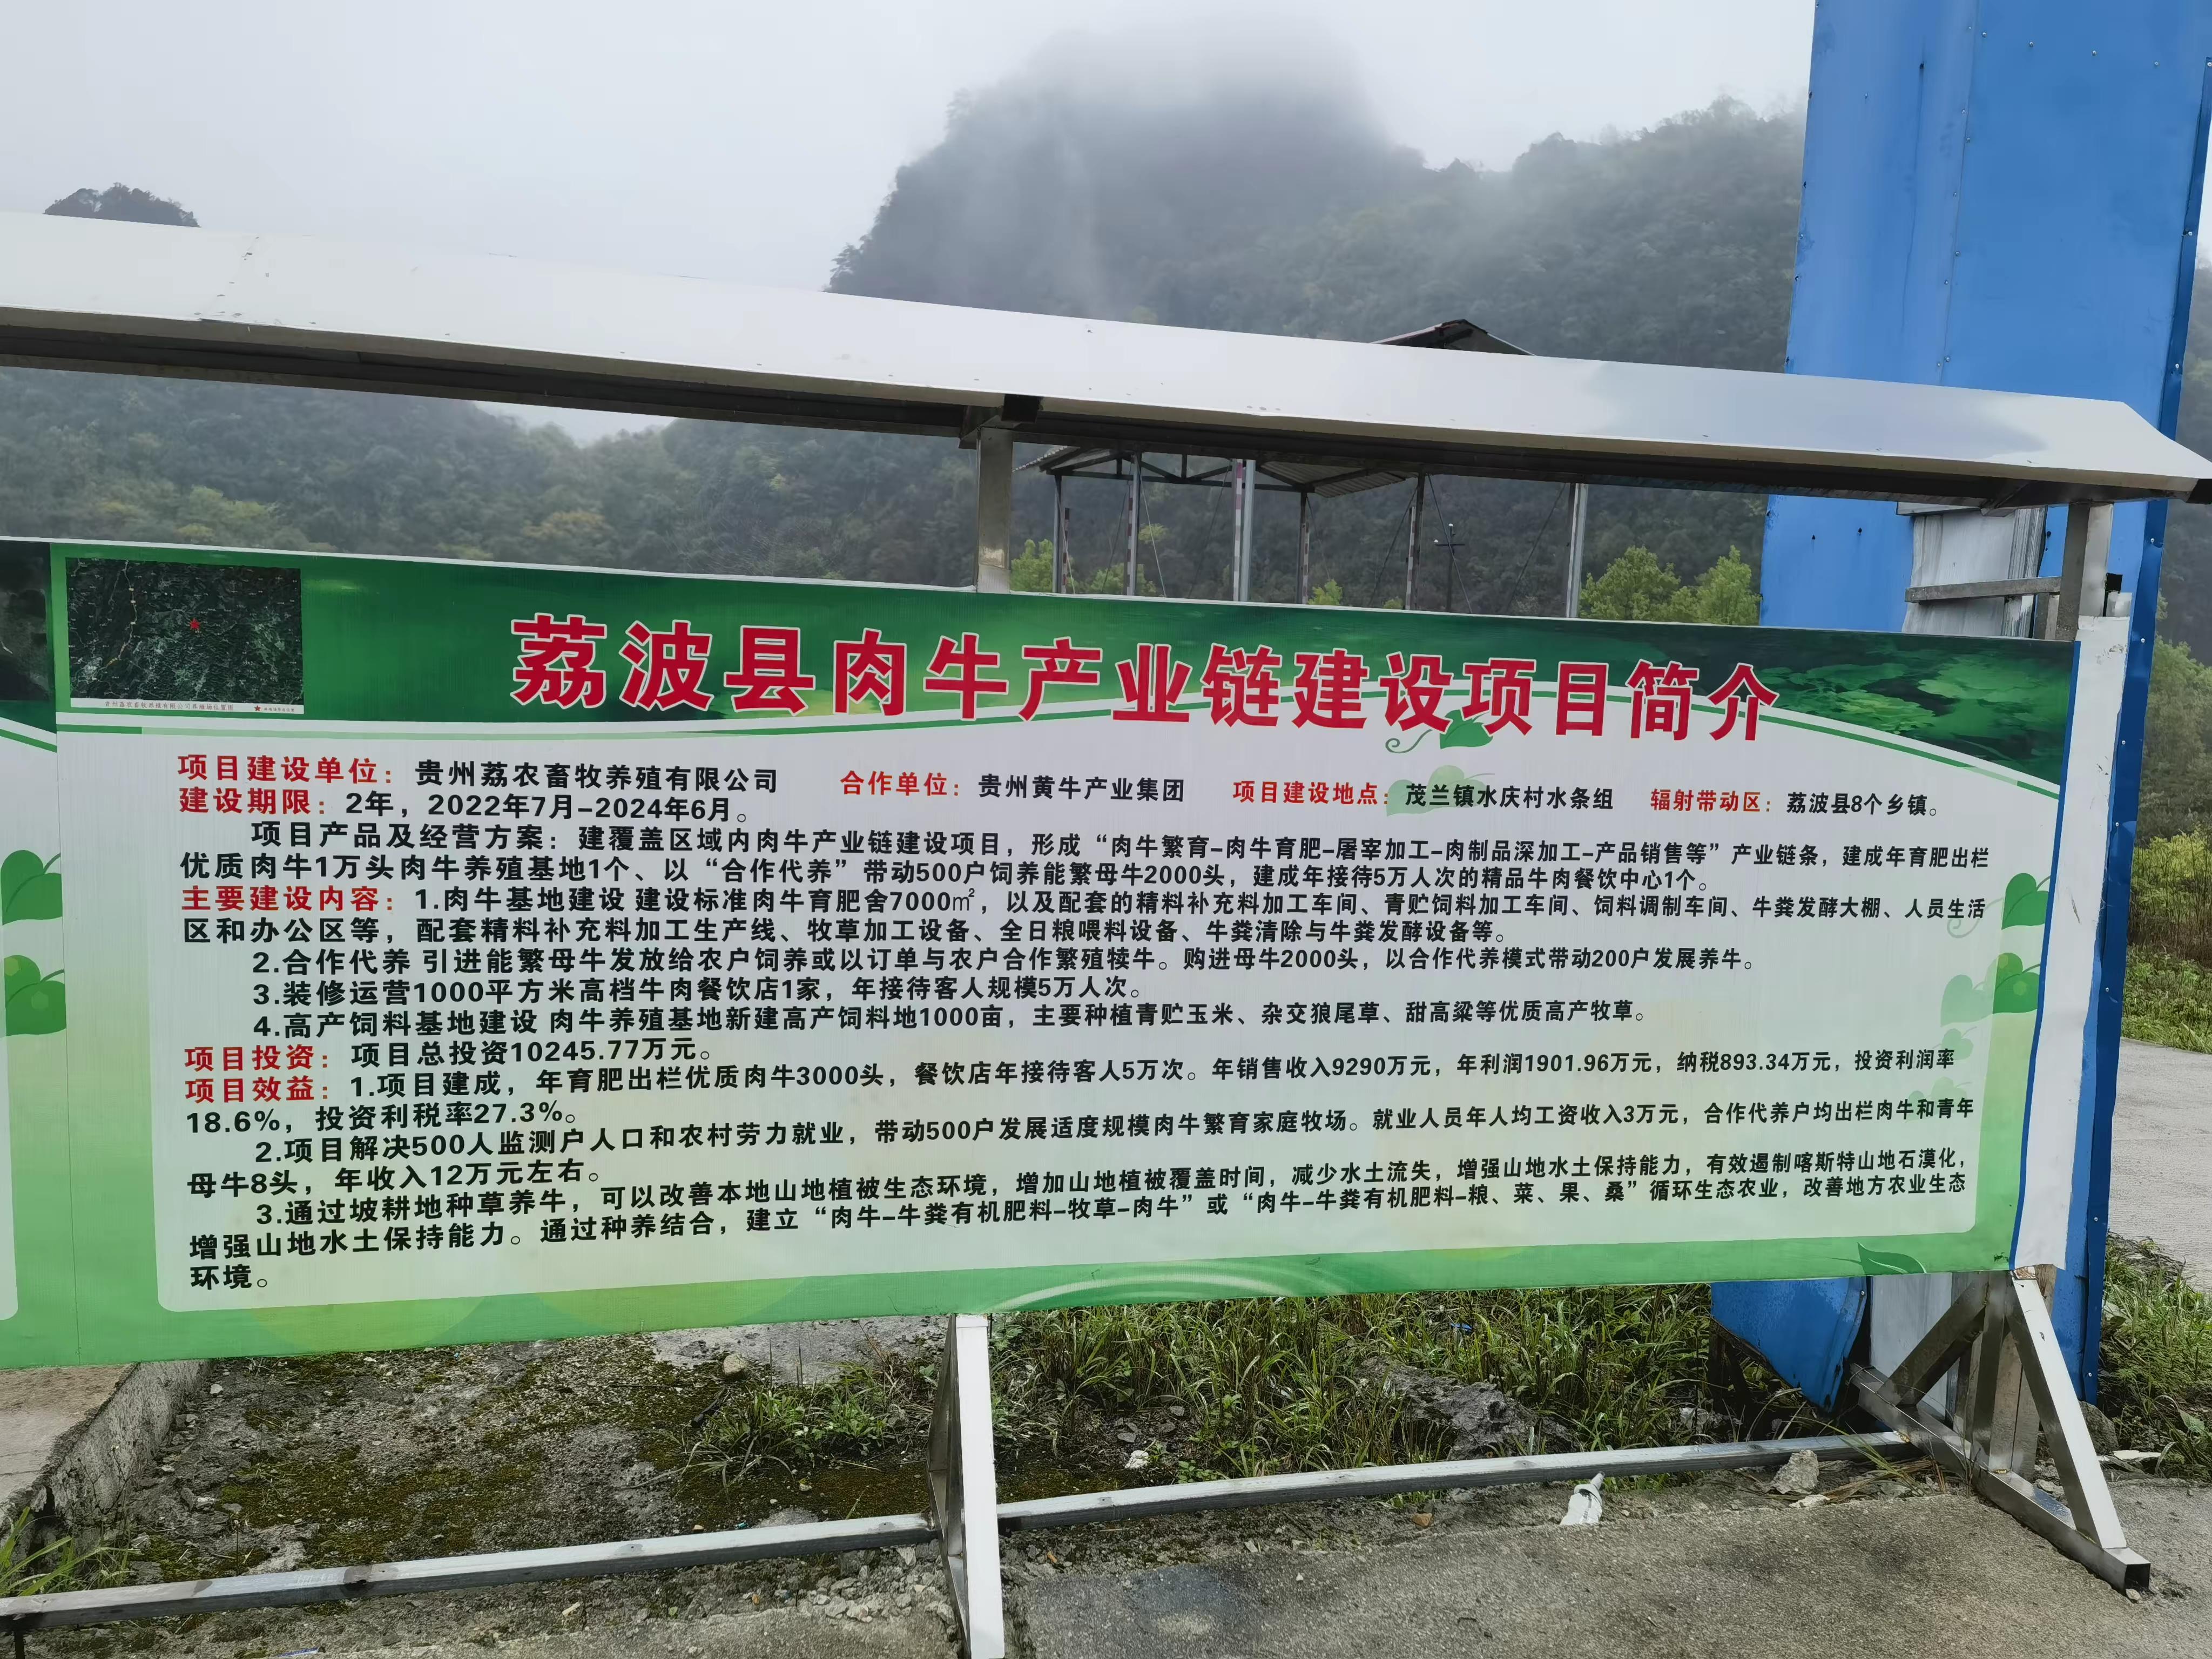 荔波县肉牛产业链建设项目简介
项目建设单位：贵州荔农畜牧养殖有限公司 合作单位：贵州黄牛产业集团 项目建设地点：茂兰镇水庆村水条组 辐射带动区：荔波县8个乡镇。
建设期限：2年，2022年7月-2024年6月。
项目产品及经营方案：建覆盖区域内肉牛产业链建设项目，形成“肉牛繁育-肉牛育肥-屠宰加工-肉制品深加工-产品销售等”产业链条，建成年育肥出栏
优质肉牛1万头肉牛养殖基地1个、以“合作代养”带动500户饲养能繁母牛2000头，建成年接待5万人次的精品牛肉餐饮中心1个。
主要建设内容：1.肉牛基地建设 建设标准肉牛育肥舍7000㎡，以及配套的精料补充料加工车间、青贮饲料加工车间、饲料调制车间、牛粪发酵大棚、人员生活
区和办公区等，配套精料补充料加工生产线、牧草加工设备、全日粮喂料设备、牛粪清除与牛粪发酵设备等。
2.合作代养 引进能繁母牛发放给农户饲养或以订单与农户合作繁殖犊牛。购进母牛2000头，以合作代养模式带动200户发展养牛。
3.装修运营1000平方米高档牛肉餐饮店1家，年接待客人规模5万人次。
4.高产饲料基地建设 肉牛养殖基地新建高产饲料地1000亩，主要种植青贮玉米、杂交狼尾草、甜高粱等优质高产牧草。
项目投资：项目总投资10245.77万元。
项目效益：1.项目建成，年育肥出栏优质肉牛3000头，餐饮店年接待客人5万次。年销售收入9290万元，年利润1901.96万元，纳税893.34万元，投资利润率
18.6%，投资利税率27.3%。
2.项目解决500人监测户人口和农村劳力就业，带动500户发展适度规模肉牛繁育家庭牧场。就业人员年人均工资收入3万元，合作代养户均出栏肉牛和青年
母牛8头，年收入12万元左右。
3.通过坡耕地种草养牛，可以改善本地山地植被生态环境，增加山地植被覆盖时间，减少水土流失，增强山地水土保持能力，有效遏制喀斯特山地石漠化，
增强山地水土保持能力。通过种养结合，建立“肉牛-牛粪有机肥料-牧草-肉牛”或“肉牛-牛粪有机肥料-粮、菜、果、桑”循环生态农业，改善地方农业生态
环境。